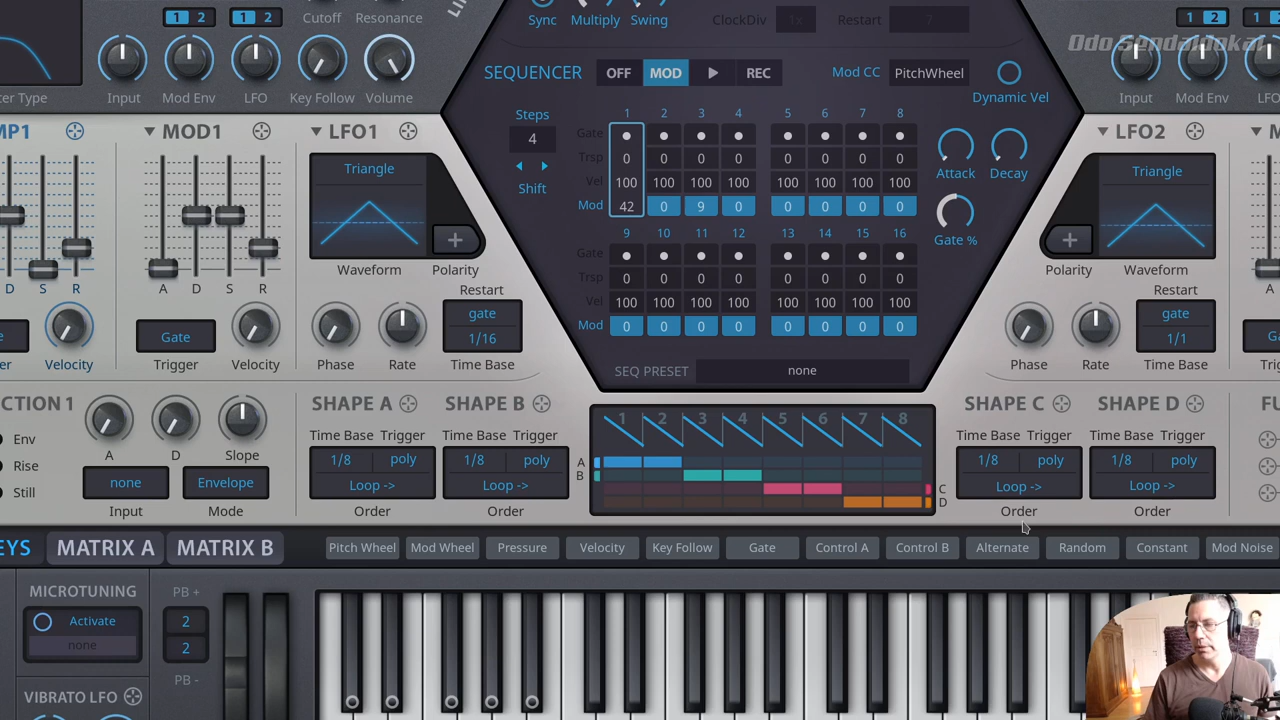 1 2
1 2
Cutoff
Resonance
Input
Mod Env
LFO
Key Follow
Volume
Sync
Multiply
Swing
ClockDiv
1x
Restart
7
1 2
Odo Sendaidokai
Input
Mod Env
SEQUENCER
OFF
MOD
REC
Mod CC
PitchWheel
Dynamic Vel
Steps
4
Shift
1 2 3 4 5 6 7 8
Gate
Trsp 0 0 0 0 0 0 0 0
Vel 100 100 100 100 100 100 100 100
Mod 42 0 9 0 0 0 0 0
9 10 11 12 13 14 15 16
Gate
Trsp 0 0 0 0 0 0 0 0
Vel 100 100 100 100 100 100 100 100
Mod 0 0 0 0 0 0 0 0
Attack
Decay
Gate %
SEQ PRESET
none
MOD1
A D S R
Gate
Trigger
Velocity
D S R
Velocity
LFO1
Triangle
Waveform
Polarity
Phase
Rate
Restart
gate
1/16
Time Base
LFO2
Triangle
Polarity
Waveform
Phase
Rate
Restart
gate
1/1
Time Base
A
CTION 1
Env
Rise
Still
A
D
Slope
none
Envelope
Input
Mode
SHAPE A
Time Base Trigger
1/8 poly
Loop ->
Order
SHAPE B
Time Base Trigger
1/8 poly
Loop ->
Order
1 2 3 4 5 6 7 8
A
B
C
D
SHAPE C
Time Base Trigger
1/8 poly
Loop ->
Order
SHAPE D
Time Base Trigger
1/8 poly
Loop ->
Order
EYS
MATRIX A
MATRIX B
Pitch Wheel
Mod Wheel
Pressure
Velocity
Key Follow
Gate
Control A
Control B
Alternate
Random
Constant
Mod Noise
MICROTUNING
Activate
none
PB +
2
2
PB -
VIBRATO LFO